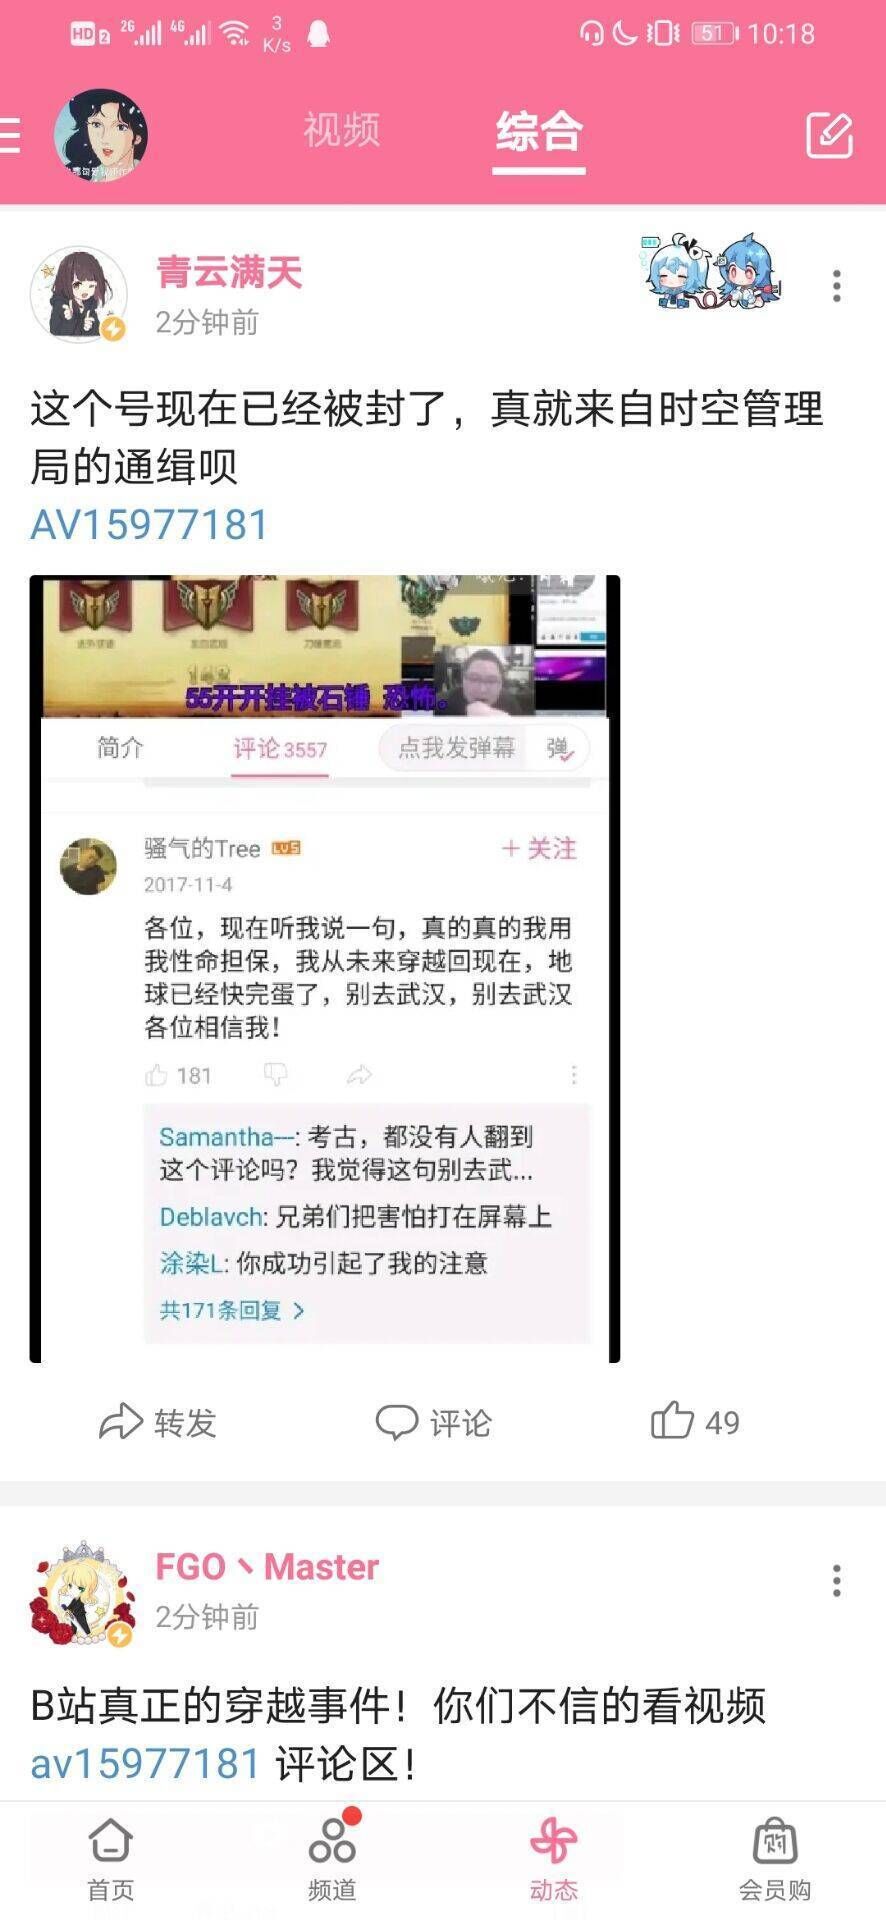 HD 2 2G 4G 3 K/s 51 10:18
视频 综合
青云满天
2分钟前
这个号现在已经被封了，真就来自时空管理
局的通缉呗
AV15977181
55开开挂被石锤 恐怖。
简介 评论 3557 点我发弹幕 弹
骚气的Tree LV5 + 关注
2017-11-4
各位，现在听我说一句，真的真的我用
我性命担保，我从未来穿越回现在，地
球已经快完蛋了，别去武汉，别去武汉
各位相信我！
181
Samantha—: 考古，都没有人翻到
这个评论吗？我觉得这句别去武...
Deblavch: 兄弟们把害怕打在屏幕上
涂染L: 你成功引起了我的注意
共171条回复 >
转发 评论 49
FGO丶Master
2分钟前
B站真正的穿越事件！你们不信的看视频
av15977181 评论区！
首页 频道 动态 购 会员购